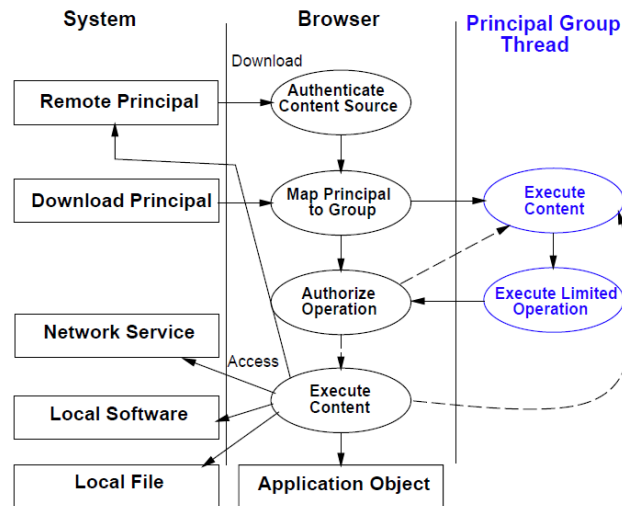 System
Browser
Principal Group
Thread
Download
Remote Principal
Authenticate
Content Source
Download Principal
Map Principal
to Group
Execute
Content
Authorize
Operation
Execute Limited
Operation
Network Service
Access
Execute
Content
Local Software
Local File
Application Object